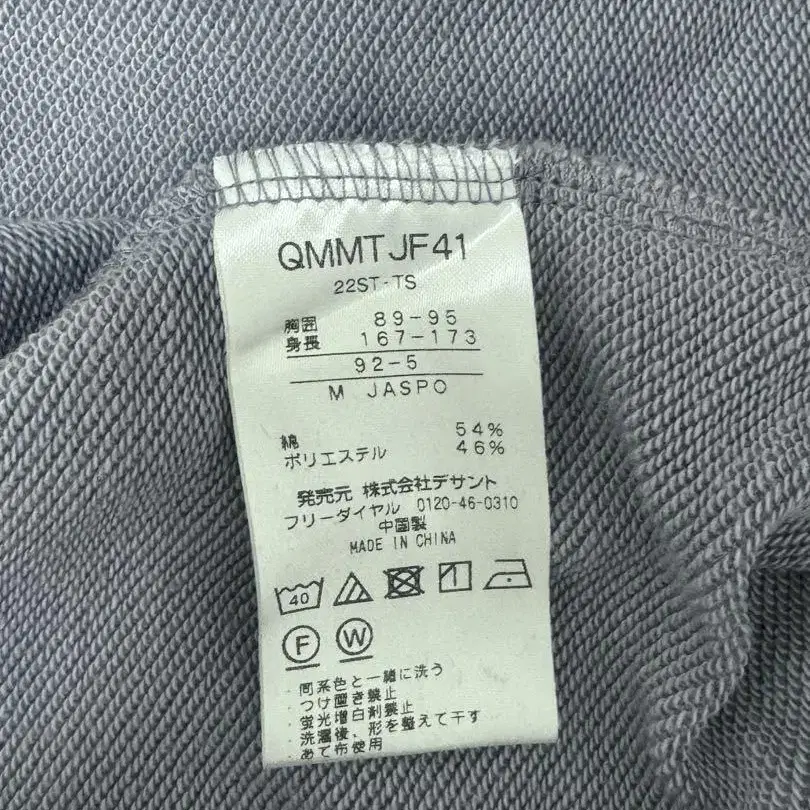 QMMTJF41
22ST-TS
胸囲 89-95
身長 167-173
92-5
M JASPO
綿 54%
ポリエステル 46%
発売元 株式会社デサント
フリーダイヤル 0120-46-0310
中国製
MADE IN CHINA
40
F W
・同系色と一緒に洗う
・つけ置き禁止
・蛍光増白剤禁止
・洗濯後、形を整えて干す
・あて布使用